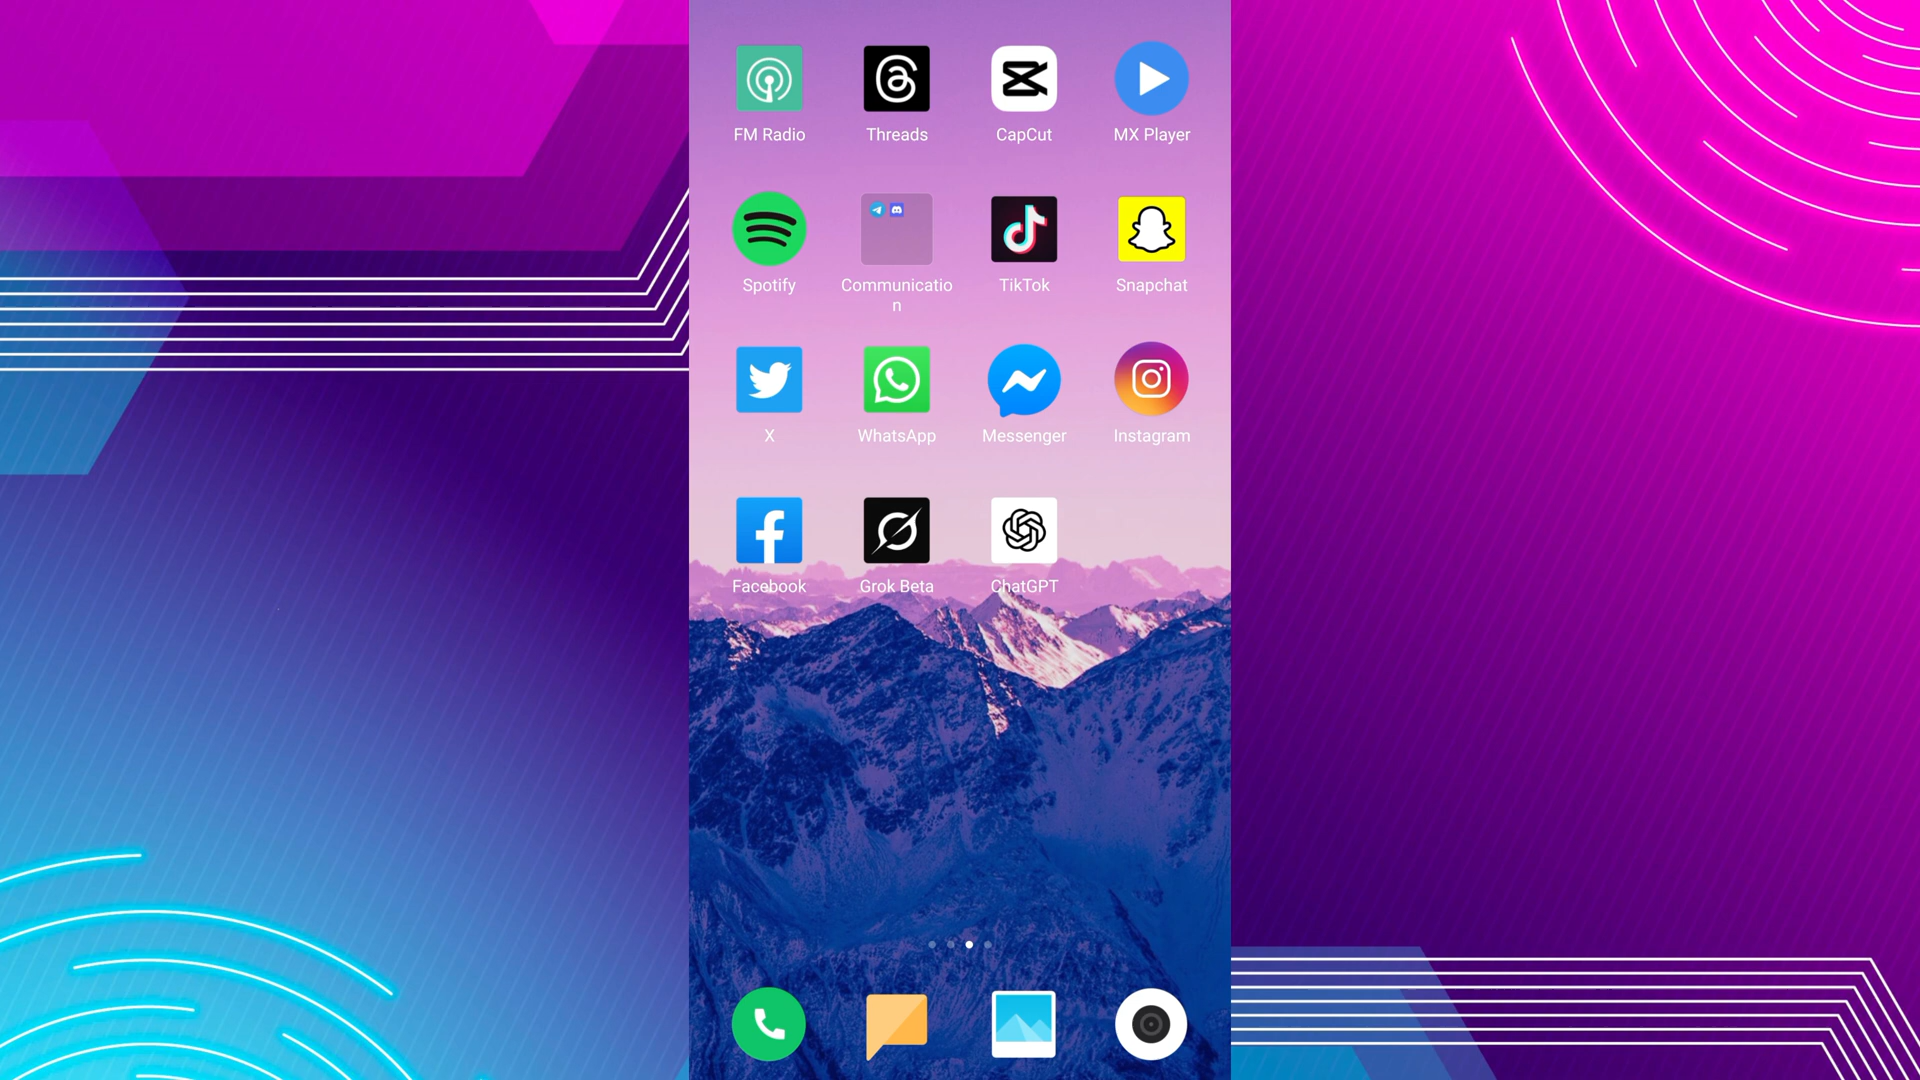 FM Radio
Threads
CapCut
MX Player
Spotify
Communicatio
n
TikTok
Snapchat
X
WhatsApp
Messenger
Instagram
Facebook
Grok Beta
ChatGPT